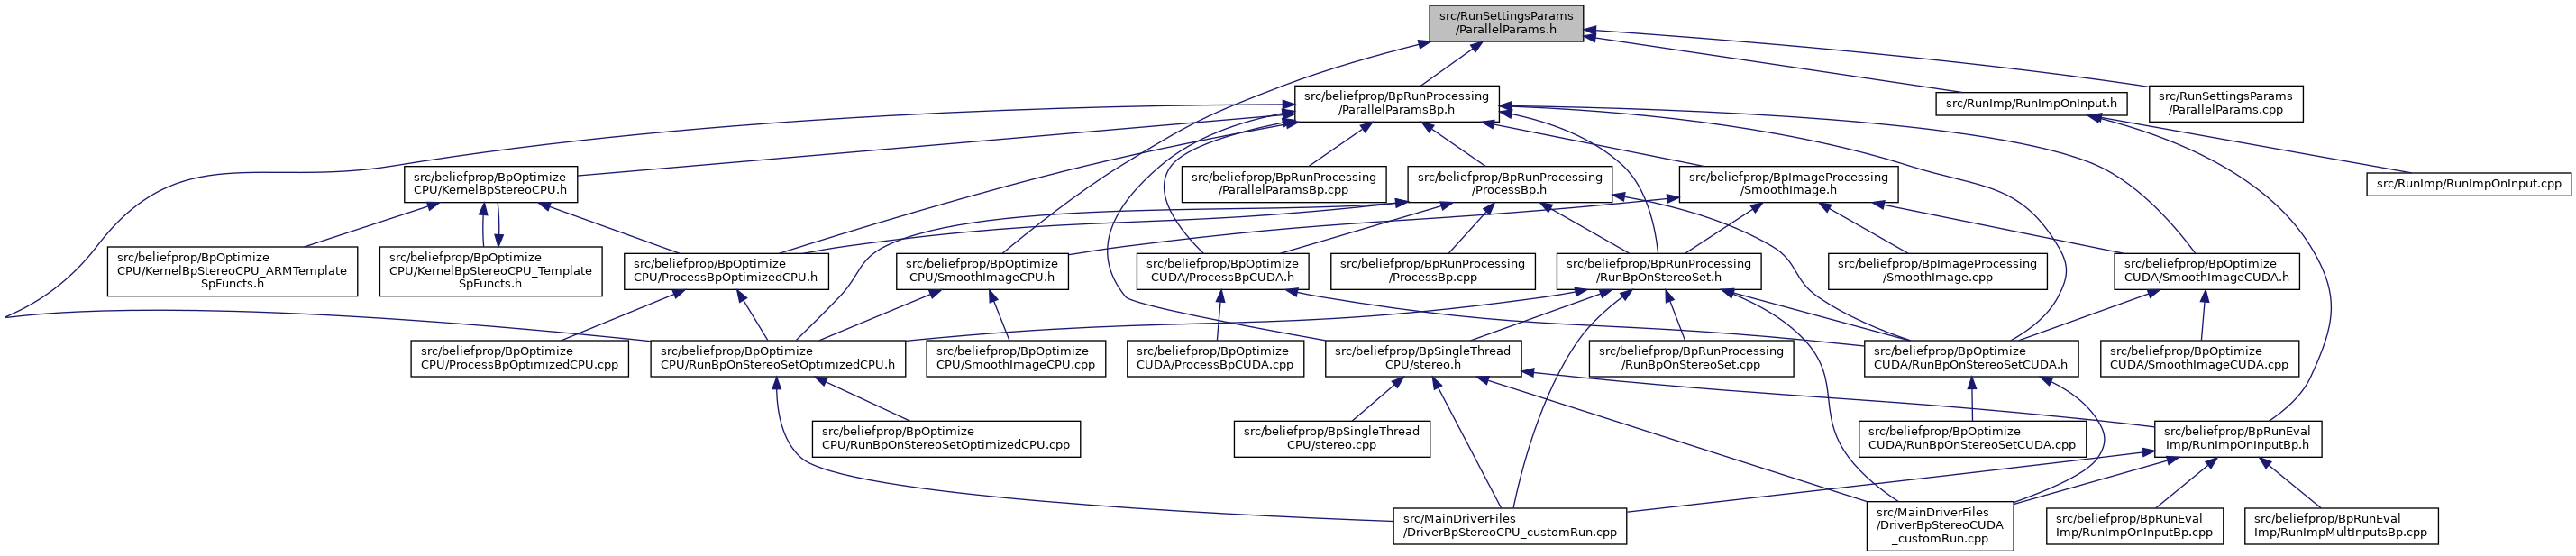 src/RunSettingsParams
/ParallelParams.h
src/beliefprop/BpRunProcessing
/ParallelParamsBp.h
src/RunImp/RunImpOnInput.h
src/RunSettingsParams
/ParallelParams.cpp
src/beliefprop/BpOptimize
CPU/KernelBpStereoCPU.h
src/beliefprop/BpRunProcessing
/ParallelParamsBp.cpp
src/beliefprop/BpRunProcessing
/ProcessBp.h
src/beliefprop/BpImageProcessing
/SmoothImage.h
src/RunImp/RunImpOnInput.cpp
src/beliefprop/BpOptimize
CPU/KernelBpStereoCPU_ARMTemplate
SpFuncts.h
src/beliefprop/BpOptimize
CPU/KernelBpStereoCPU_Template
SpFuncts.h
src/beliefprop/BpOptimize
CPU/ProcessBpOptimizedCPU.h
src/beliefprop/BpOptimize
CPU/SmoothImageCPU.h
src/beliefprop/BpOptimize
CUDA/ProcessBpCUDA.h
src/beliefprop/BpRunProcessing
/ProcessBp.cpp
src/beliefprop/BpRunProcessing
/RunBpOnStereoSet.h
src/beliefprop/BpImageProcessing
/SmoothImage.cpp
src/beliefprop/BpOptimize
CUDA/SmoothImageCUDA.h
src/beliefprop/BpOptimize
CPU/ProcessBpOptimizedCPU.cpp
src/beliefprop/BpOptimize
CPU/RunBpOnStereoSetOptimizedCPU.h
src/beliefprop/BpOptimize
CPU/SmoothImageCPU.cpp
src/beliefprop/BpOptimize
CUDA/ProcessBpCUDA.cpp
src/beliefprop/BpSingleThread
CPU/stereo.h
src/beliefprop/BpRunProcessing
/RunBpOnStereoSet.cpp
src/beliefprop/BpOptimize
CUDA/RunBpOnStereoSetCUDA.h
src/beliefprop/BpOptimize
CUDA/SmoothImageCUDA.cpp
src/beliefprop/BpOptimize
CPU/RunBpOnStereoSetOptimizedCPU.cpp
src/beliefprop/BpSingleThread
CPU/stereo.cpp
src/beliefprop/BpOptimize
CUDA/RunBpOnStereoSetCUDA.cpp
src/beliefprop/BpRunEval
Imp/RunImpOnInputBp.h
src/MainDriverFiles
/DriverBpStereoCPU_customRun.cpp
src/MainDriverFiles
/DriverBpStereoCUDA
_customRun.cpp
src/beliefprop/BpRunEval
Imp/RunImpOnInputBp.cpp
src/beliefprop/BpRunEval
Imp/RunImpMultInputsBp.cpp